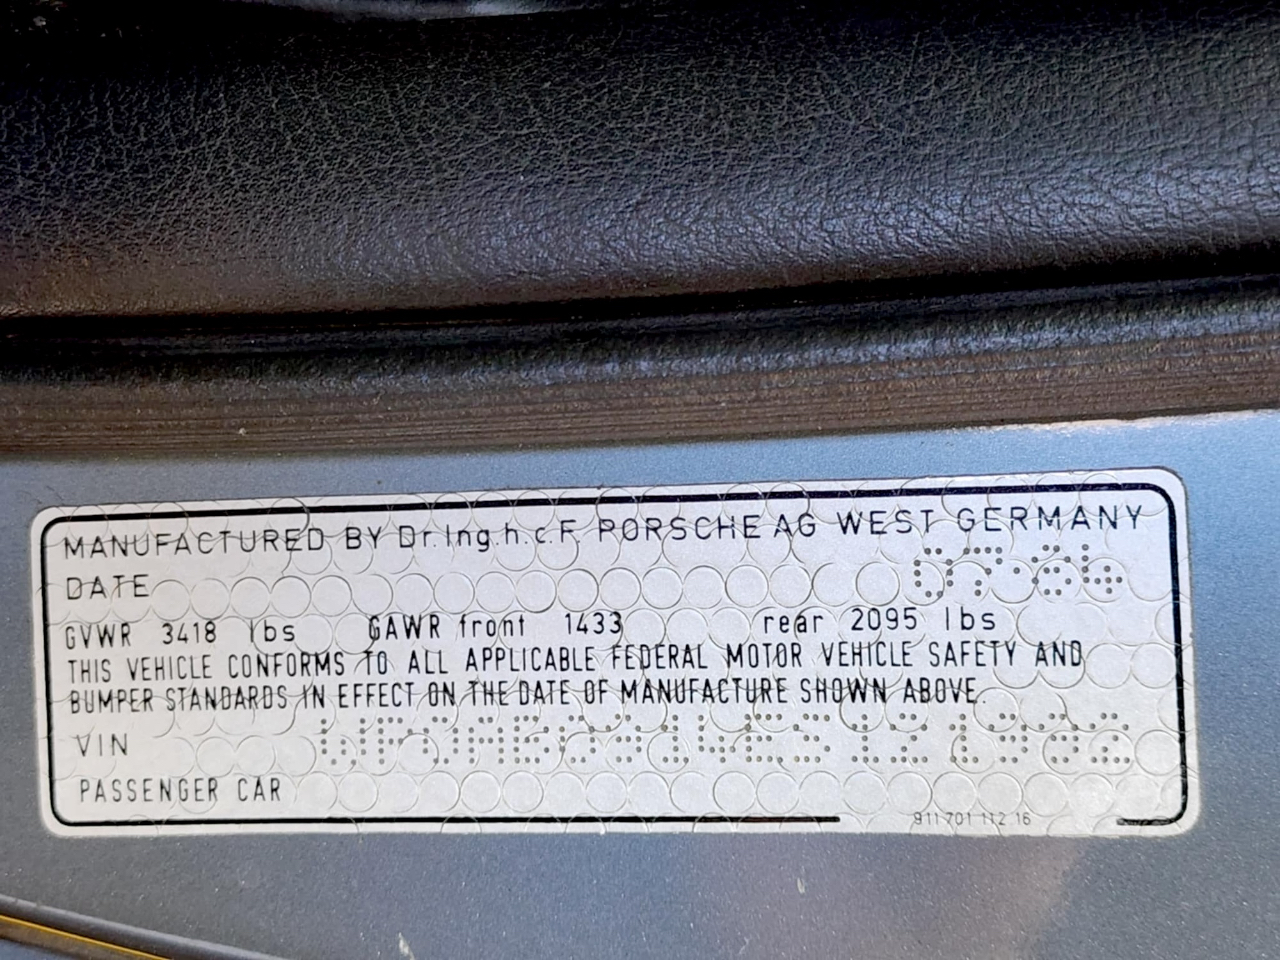 MANUFACTURED BY Dr.Ing.h.c.F. PORSCHE AG WEST GERMANY
DATE 07·84
GVWR 3418 lbs GAWR front 1433 rear 2095 lbs
THIS VEHICLE CONFORMS TO ALL APPLICABLE FEDERAL MOTOR VEHICLE SAFETY AND
BUMPER STANDARDS IN EFFECT ON THE DATE OF MANUFACTURE SHOWN ABOVE.
VIN
PASSENGER CAR
911 701 112 16